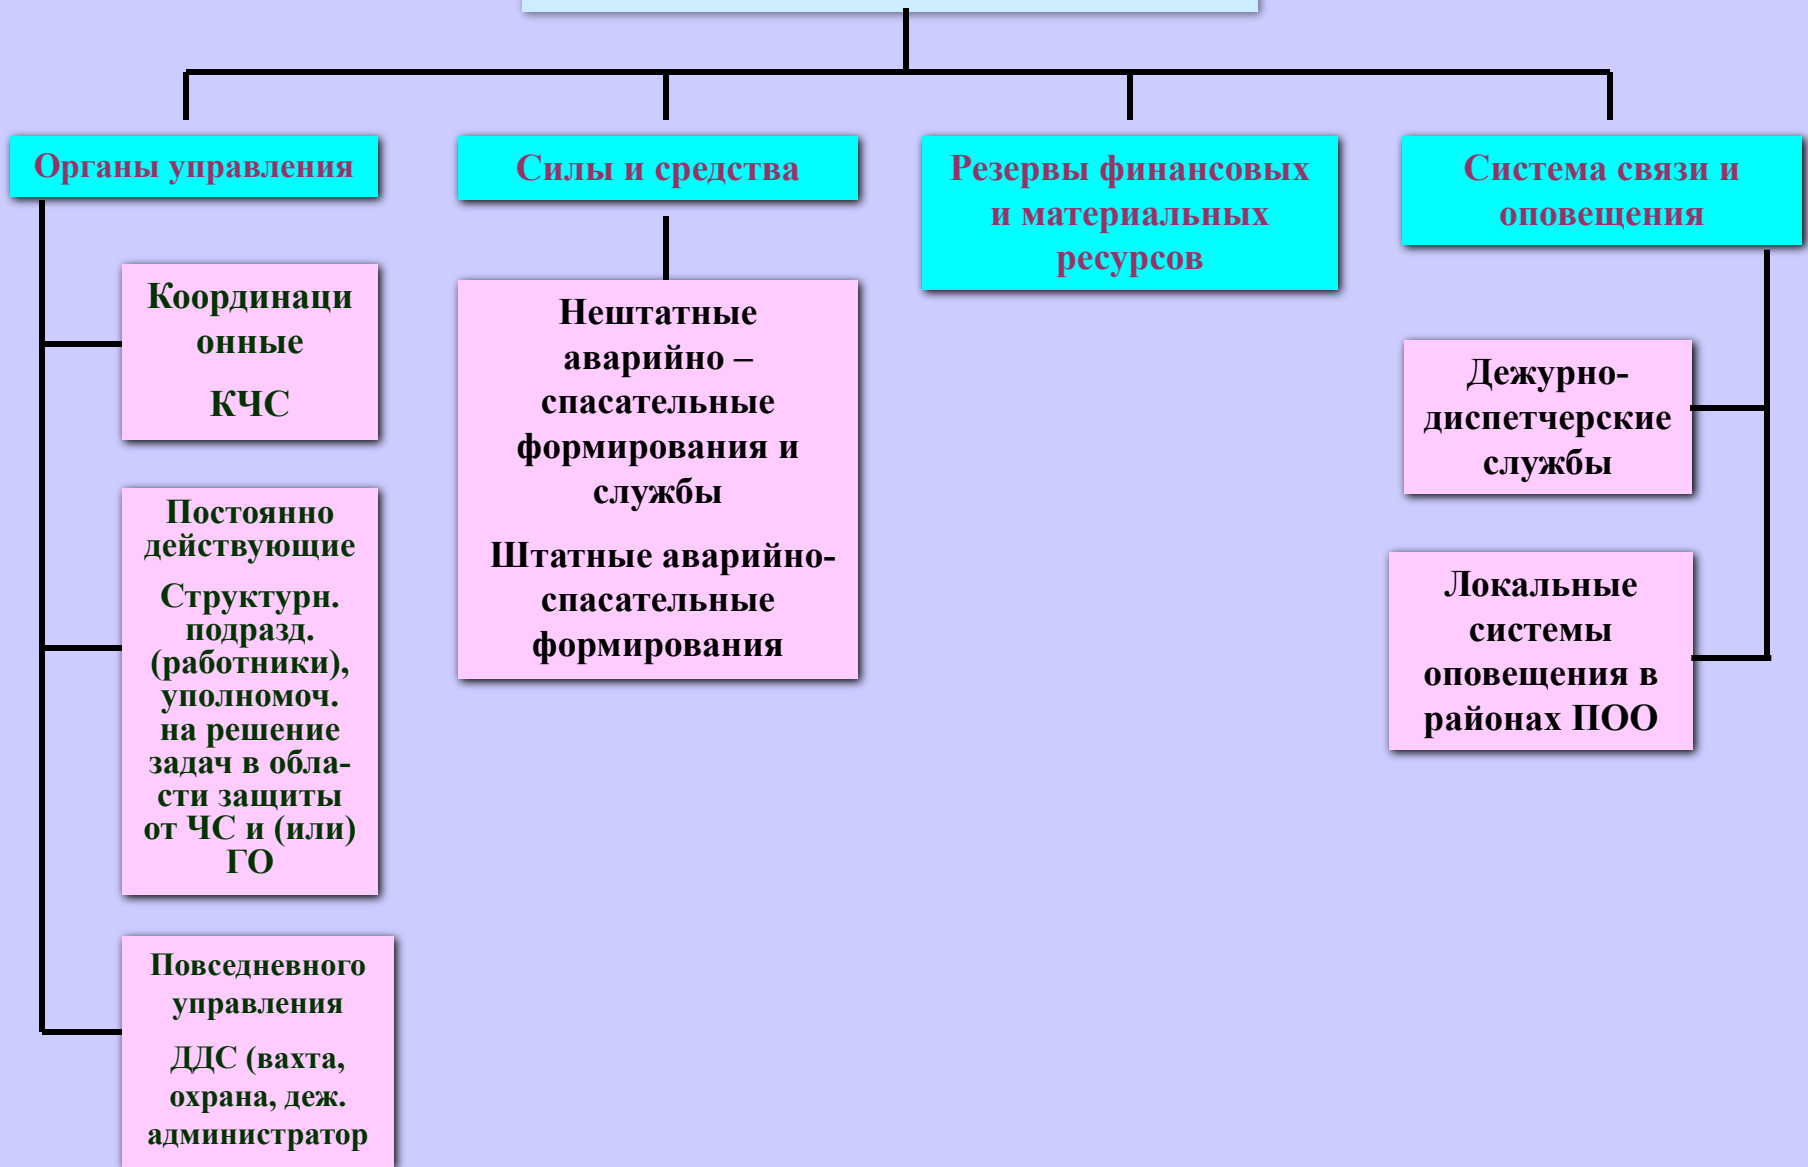 Органы управления
Координаци
онные
КЧС
Постоянно
действующие
Структурн.
подразд.
(работники),
уполномоч.
на решение
задач в обла-
сти защиты
от ЧС и (или)
ГО
Повседневного
управления
ДДС (вахта,
охрана, деж.
администратор
Силы и средства
Нештатные
аварийно –
спасательные
формирования и
службы
Штатные аварийно-
спасательные
формирования
Резервы финансовых
и материальных
ресурсов
Система связи и
оповещения
Дежурно-
диспетчерские
службы
Локальные
системы
оповещения в
районах ПОО